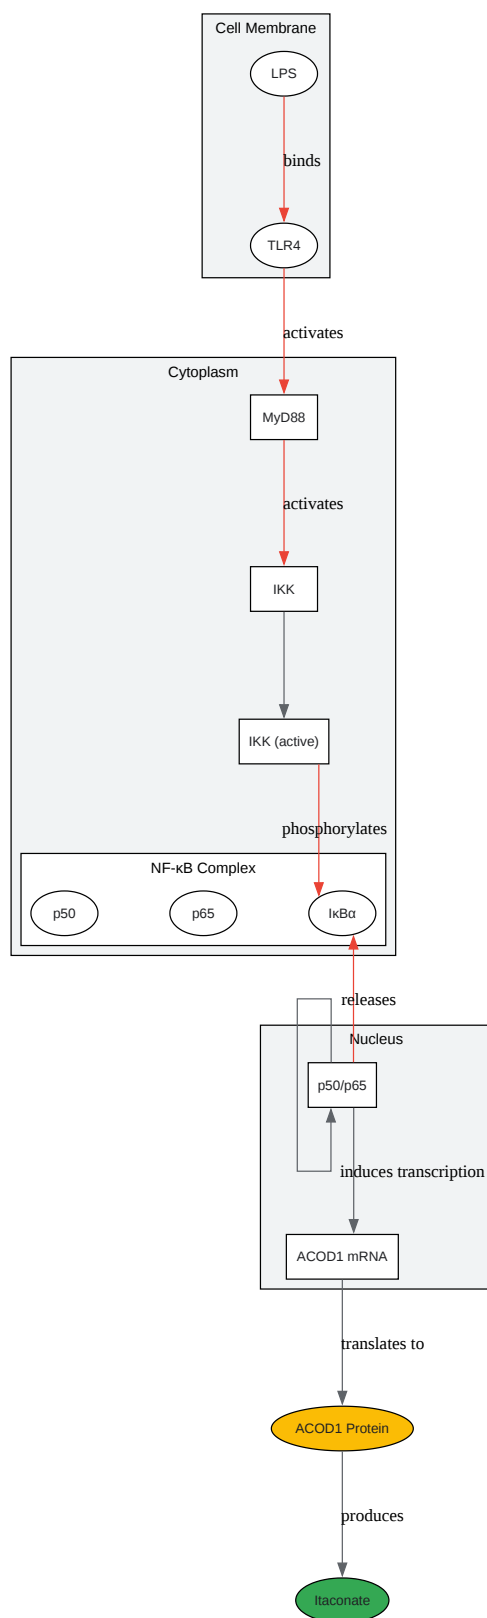 Cell Membrane
LPS
binds
TLR4
activates
Cytoplasm
MyD88
activates
IKK
IKK (active)
phosphorylates
NF-κB Complex
p50
p65
IκBα
releases
Nucleus
p50/p65
induces transcription
ACOD1 mRNA
translates to
ACOD1 Protein
produces
Itaconate